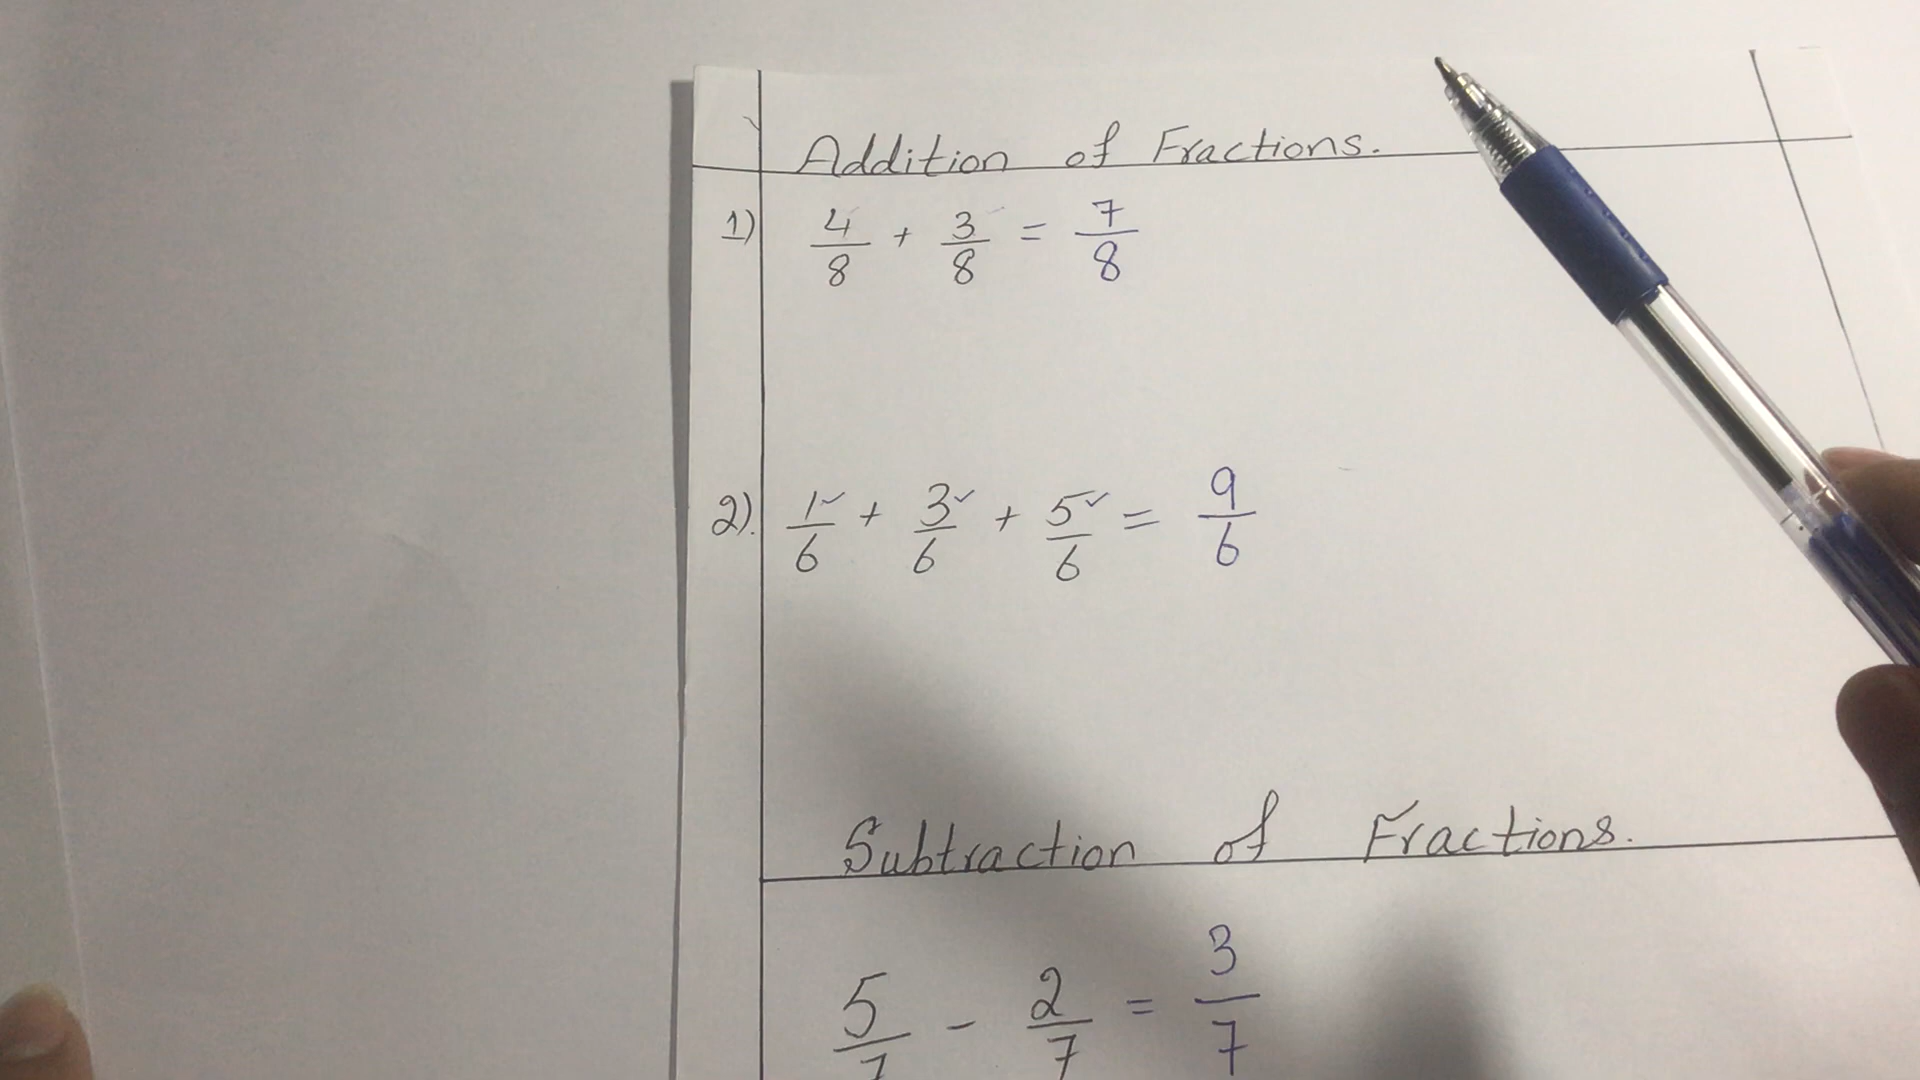 Addition of Fractions.
1) 4/8 + 3/8 = 7/8
2). 1/6 + 3/6 + 5/6 = 9/6
Subtraction of Fractions.
5/7 - 2/7 = 3/7